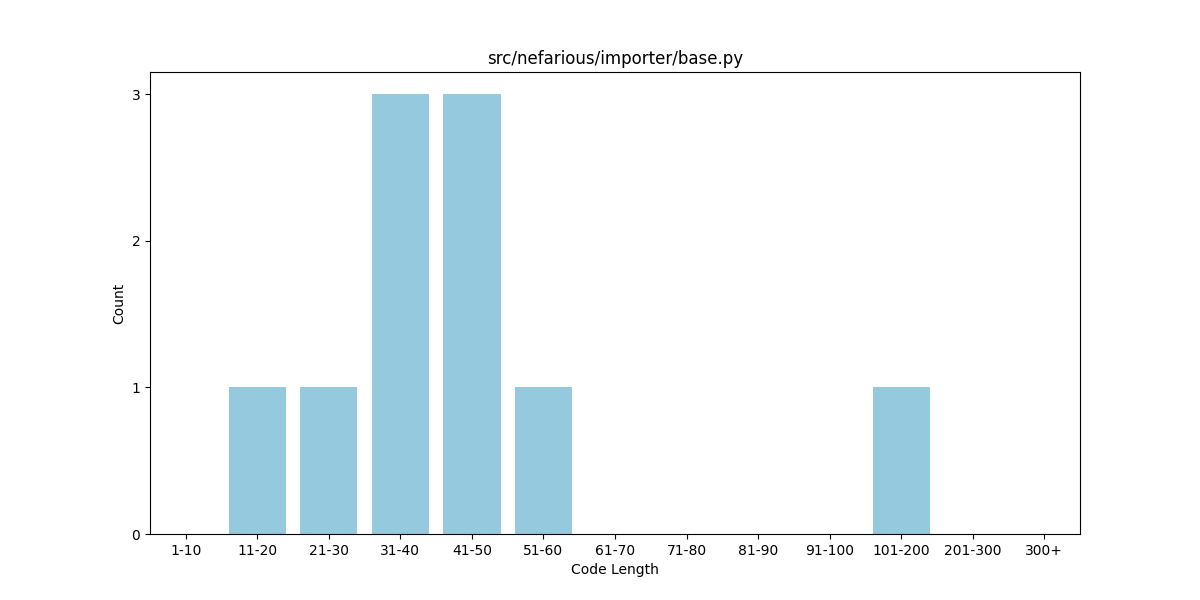 src/nefarious/importer/base.py
3
2
1
0
Count
1-10 11-20 21-30 31-40 41-50 51-60 61-70 71-80 81-90 91-100 101-200 201-300 300+
Code Length